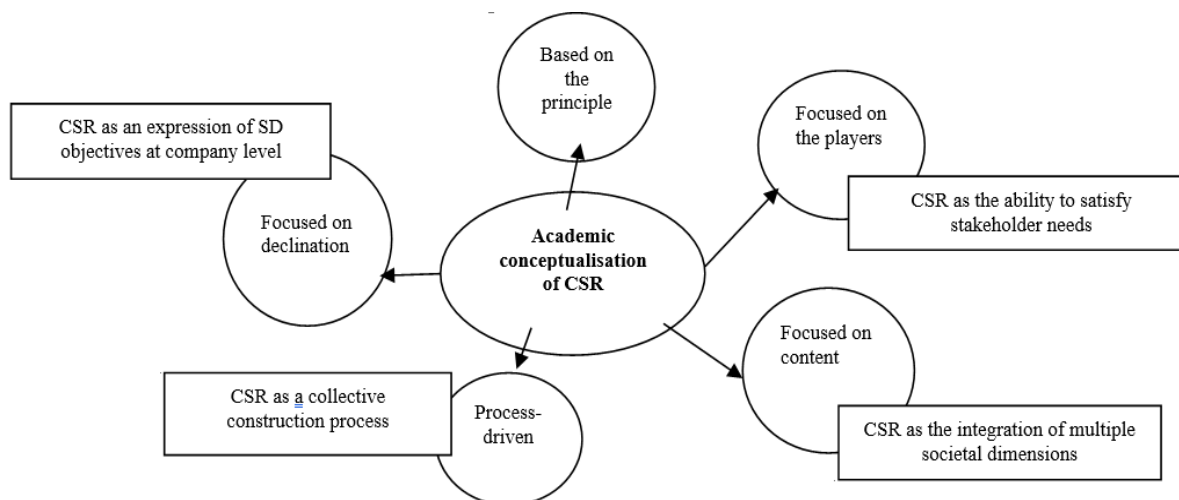 Based on
the
principle
CSR as an expression of SD
objectives at company level
Focused on
the players
CSR as the ability to satisfy
stakeholder needs
Focused on
declination
Academic
conceptualisation
of CSR
Focused on
content
CSR as a collective
construction process
Process-
driven
CSR as the integration of multiple
societal dimensions